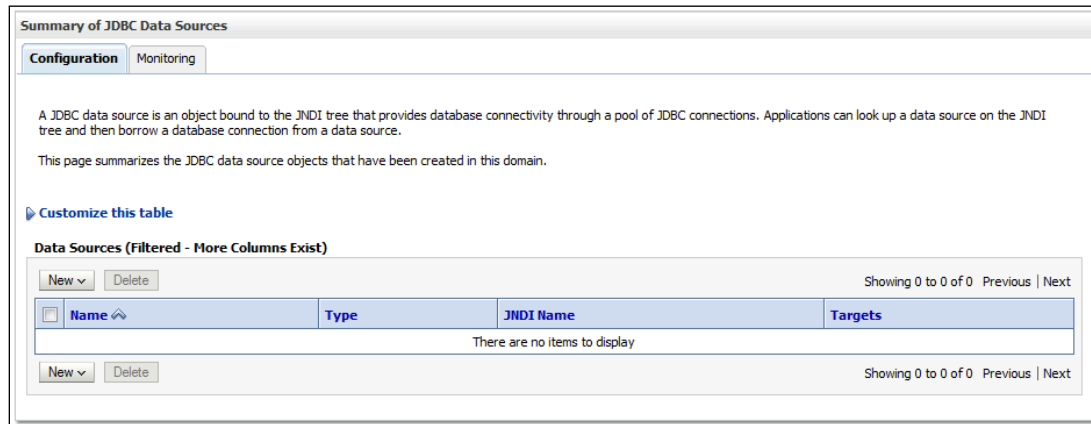 Summary of JDBC Data Sources
Configuration Monitoring
A JDBC data source is an object bound to the JNDI tree that provides database connectivity through a pool of JDBC connections. Applications can look up a data source on the JNDI
tree and then borrow a database connection from a data source.
This page summarizes the JDBC data source objects that have been created in this domain.
Customize this table
Data Sources (Filtered - More Columns Exist)
New Delete Showing 0 to 0 of 0 Previous | Next
Name Type JNDI Name Targets
There are no items to display
New Delete Showing 0 to 0 of 0 Previous | Next